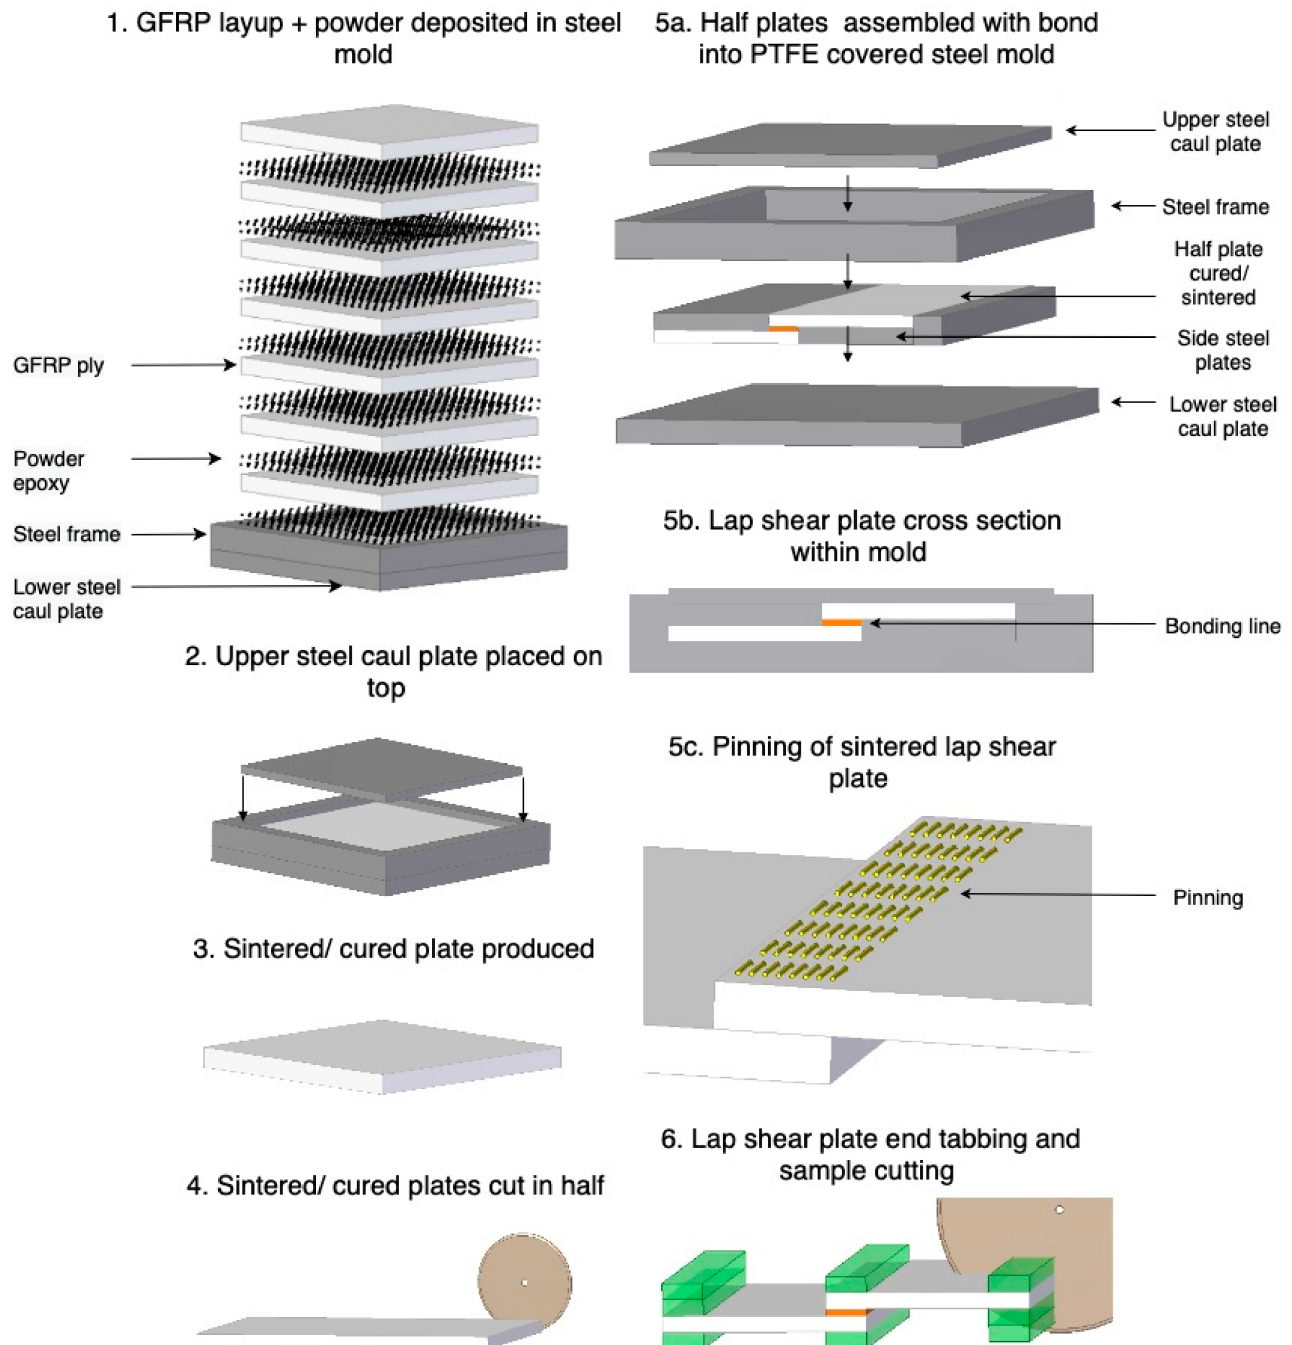 1. GFRP layup + powder deposited in steel
mold
GFRP ply
Powder
epoxy
Steel frame
Lower steel
caul plate
2. Upper steel caul plate placed on
top
3. Sintered/ cured plate produced
4. Sintered/ cured plates cut in half
5a. Half plates assembled with bond
into PTFE covered steel mold
Upper steel
caul plate
Steel frame
Half plate
cured/
sintered
Side steel
plates
Lower steel
caul plate
5b. Lap shear plate cross section
within mold
Bonding line
5c. Pinning of sintered lap shear
plate
Pinning
6. Lap shear plate end tabbing and
sample cutting